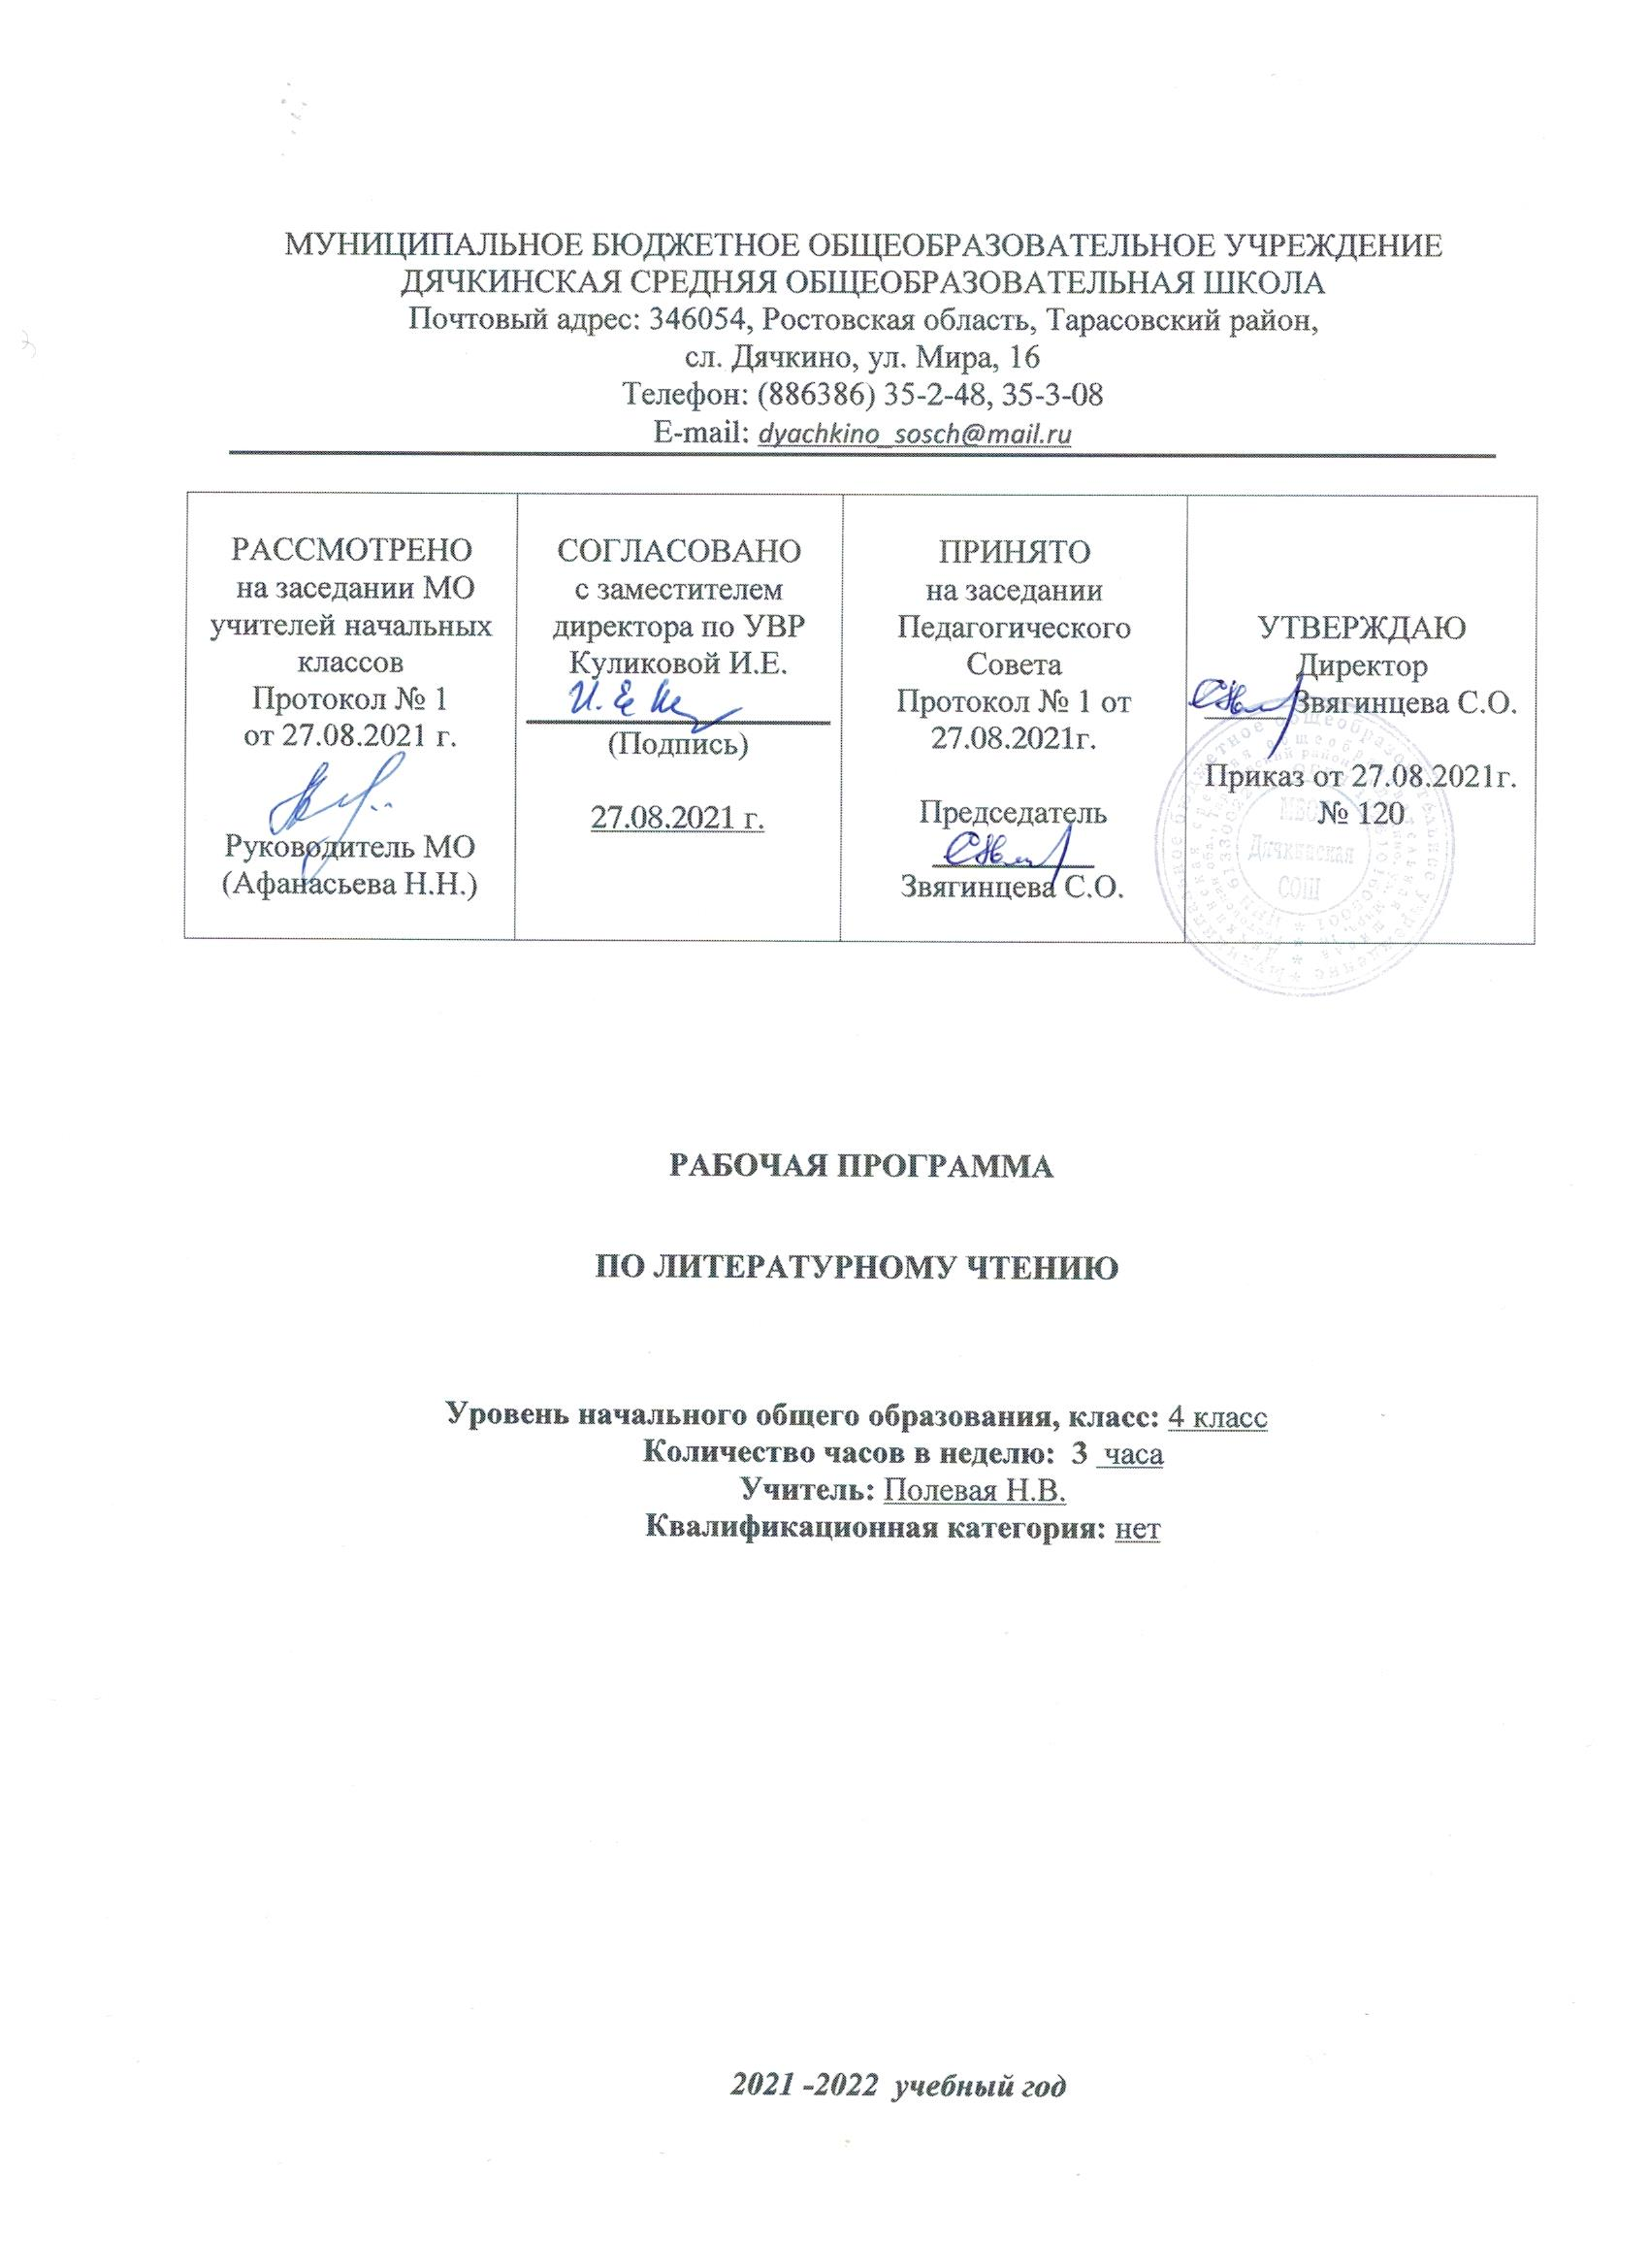 МУНИЦИПАЛЬНОЕ БЮДЖЕТНОЕ ОБЩЕОБРАЗОВАТЕЛЬНОЕ УЧРЕЖДЕНИЕ
ДЯЧКИНСКАЯ СРЕДНЯЯ ОБЩЕОБРАЗОВАТЕЛЬНАЯ ШКОЛА
Почтовый адрес: 346054, Ростовская область, Тарасовский район,
сл. Дячкино, ул. Мира, 16
Телефон: (886386) 35-2-48, 35-3-08
E-mail: dyachkino_sosch@mail.ru
РАССМОТРЕНО
на заседании МО
учителей начальных
классов
Протокол № 1
от 27.08.2021 г.
Руководитель МО
(Афанасьева Н.Н.)
СОГЛАСОВАНО
с заместителем
директора по УВР
Куликовой И.Е.
(Подпись)
27.08.2021 г.
ПРИНЯТО
на заседании
Педагогического
Совета
Протокол № 1 от
27.08.2021г.
Председатель
Звягинцева С.О.
УТВЕРЖДАЮ
Директор
Звягинцева С.О.
Приказ от 27.08.2021г.
№ 120
Дячкинская
СОШ
РАБОЧАЯ ПРОГРАММА
ПО ЛИТЕРАТУРНОМУ ЧТЕНИЮ
Уровень начального общего образования, класс: 4 класс
Количество часов в неделю: 3 часа
Учитель: Полевая Н.В.
Квалификационная категория: нет
2021 -2022 учебный год